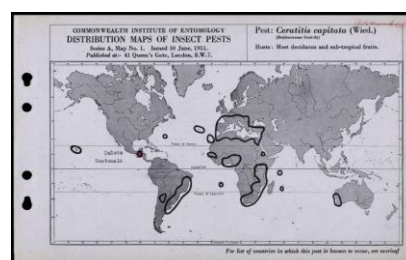 COMMONWEALTH INSTITUTE OF ENTOMOLOGY
DISTRIBUTION MAPS OF INSECT PESTS
Series A, Map No. 1. Issued 30 June, 1951.
Published at:- 41 Queen's Gate, London, S.W.7.
Pest: Ceratitis capitata (Wied.)
(Mediterranean Fruit-fly)
Hosts: Most deciduous and sub-tropical fruits.
Delete
Guatemala
Tropic of Cancer
Tropic of Capricorn
For list of countries in which this pest is known to occur, see overleaf